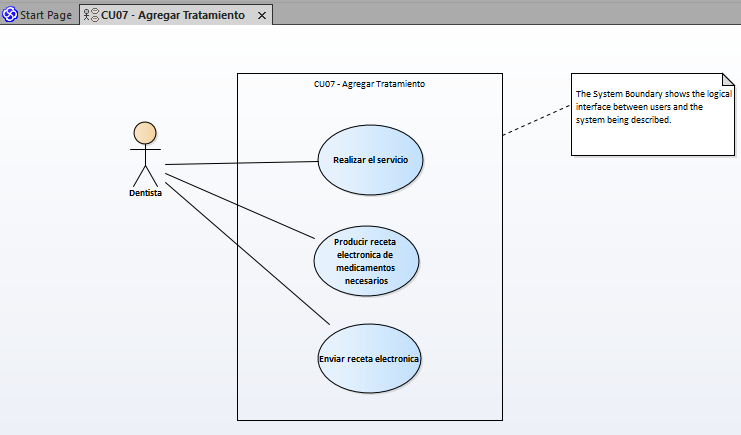 Start Page
CU07 - Agregar Tratamiento
CU07 - Agregar Tratamiento
The System Boundary shows the logical
interface between users and the
system being described.
Realizar el servicio
Dentista
Producir receta
electronica de
medicamentos
necesarios
Enviar receta electronica